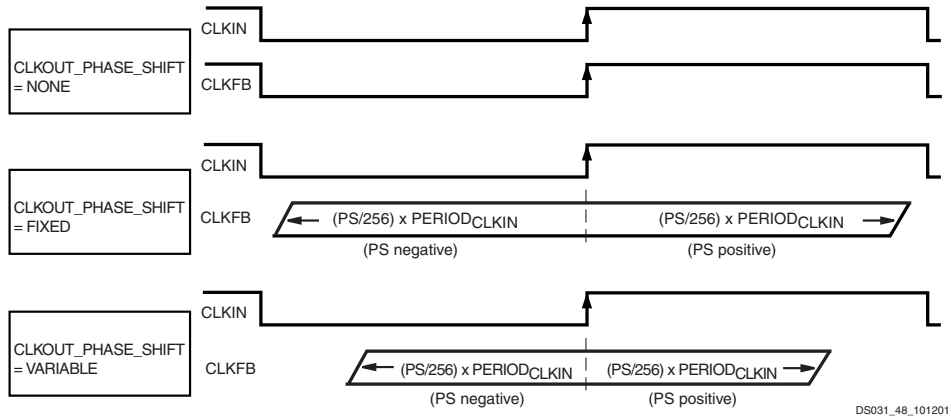 CLKIN
CLKOUT_PHASE_SHIFT
= NONE
CLKFB
CLKIN
CLKOUT_PHASE_SHIFT
= FIXED
CLKFB
(PS/256) x PERIODCLKIN
(PS/256) x PERIODCLKIN
(PS negative)
(PS positive)
CLKIN
CLKOUT_PHASE_SHIFT
= VARIABLE
CLKFB
(PS/256) x PERIODCLKIN
(PS/256) x PERIODCLKIN
(PS negative)
(PS positive)
DS031_48_101201